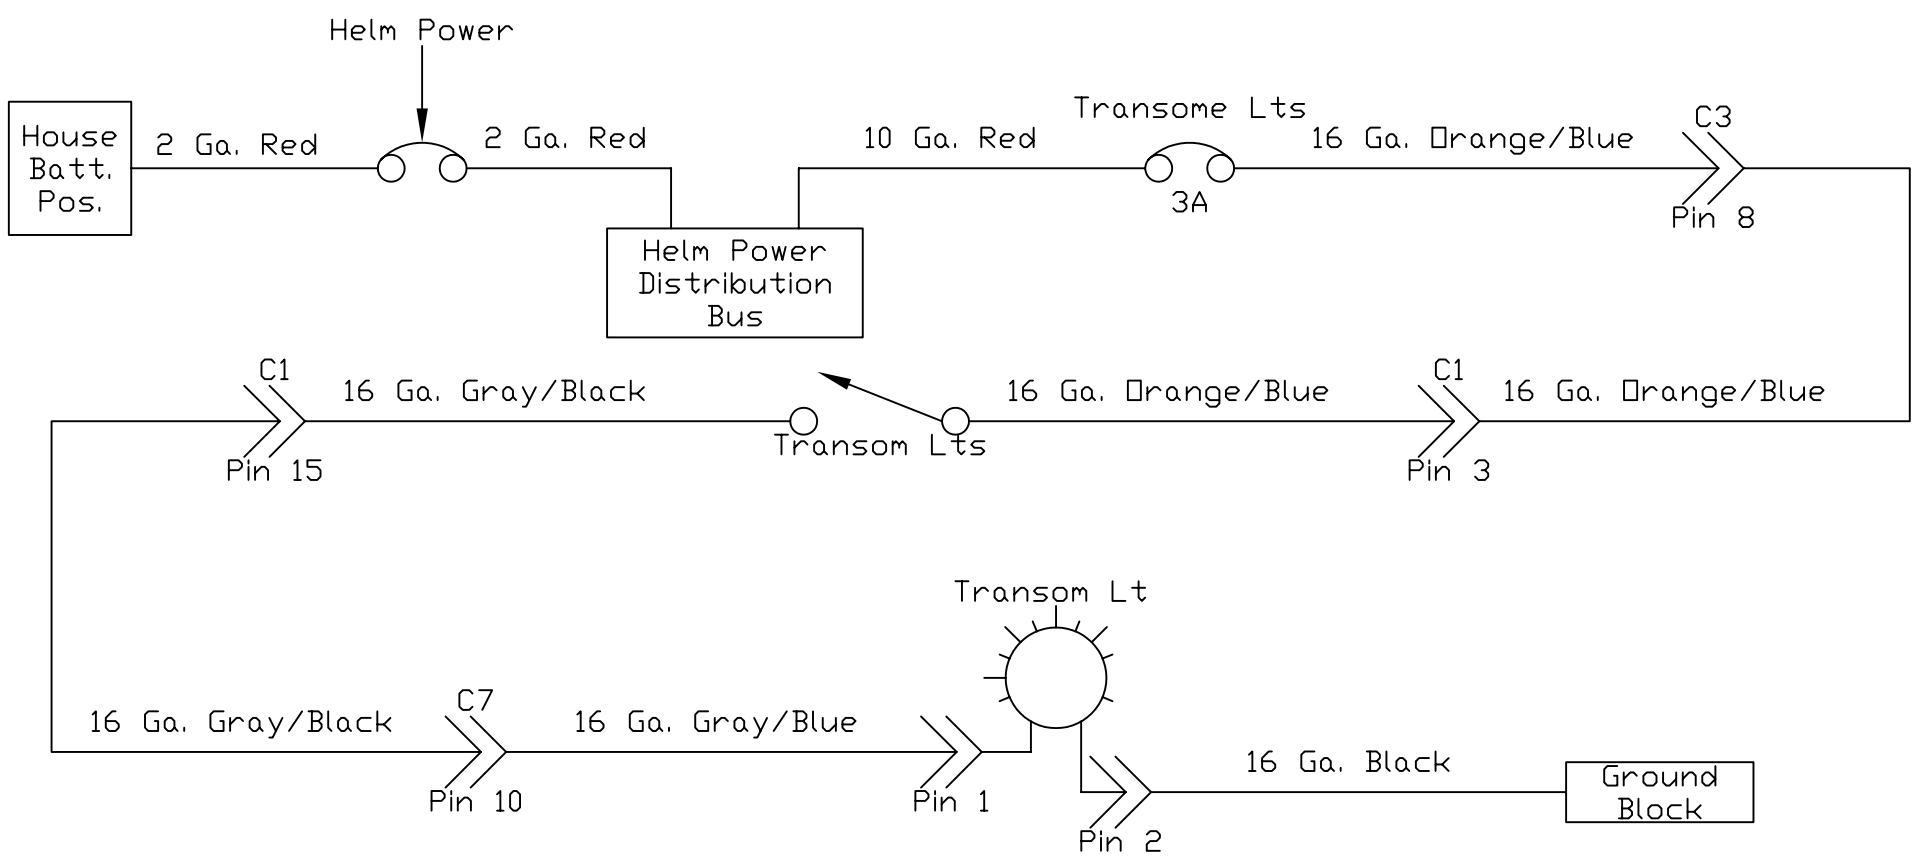 Helm Power
House
Batt.
Pos.
2 Ga. Red
2 Ga. Red
Helm Power
Distribution
Bus
10 Ga. Red
Transome Lts
3A
16 Ga. Orange/Blue
C3
Pin 8
C1
Pin 15
16 Ga. Gray/Black
Transom Lts
16 Ga. Orange/Blue
C1
Pin 3
16 Ga. Orange/Blue
16 Ga. Gray/Black
C7
Pin 10
16 Ga. Gray/Blue
Pin 1
Transom Lt
Pin 2
16 Ga. Black
Ground
Block